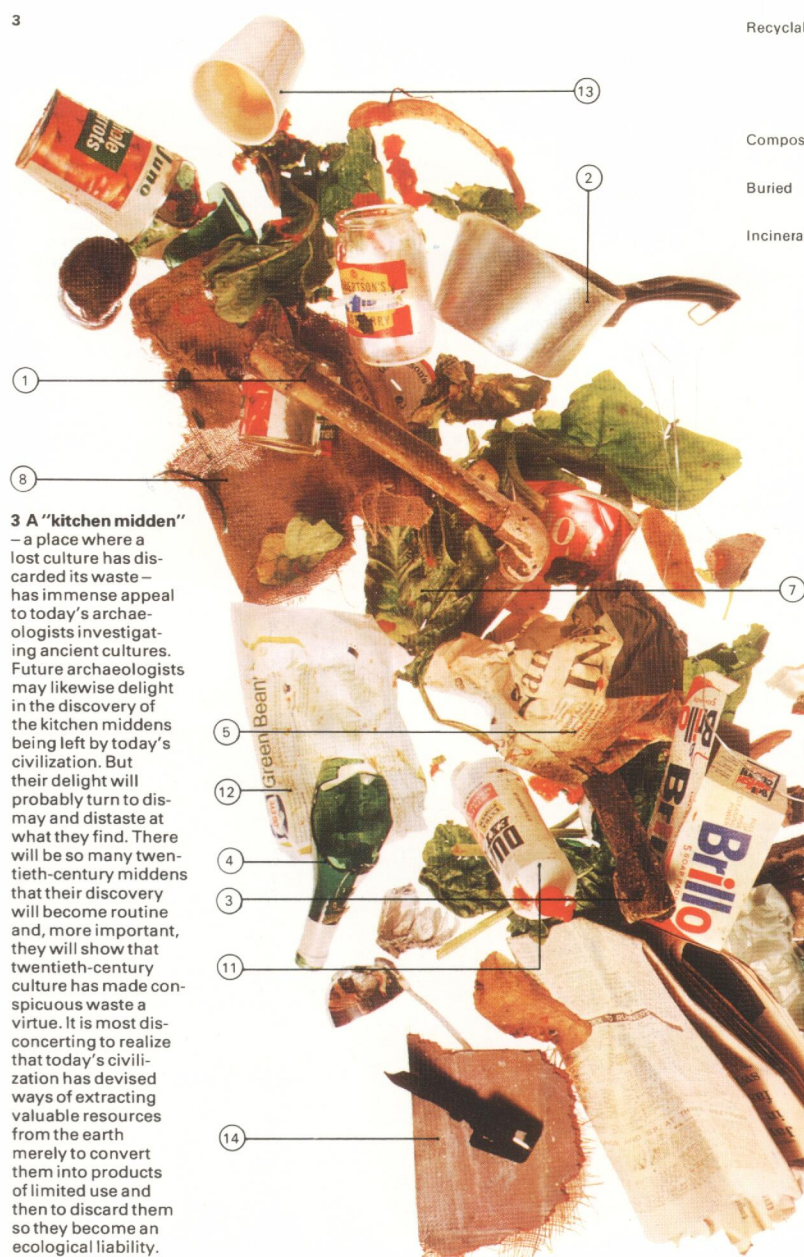 3
Recyclab
Compos
Buried
Incinera
13
2
1
8
7
5
12
4
3
11
14
hole
rrots
Juno
BERTSON'S
Green Bean'
Brillo
Brillo
5 SOAP PADS
3 A "kitchen midden"
– a place where a
lost culture has dis-
carded its waste –
has immense appeal
to today's archae-
ologists investigat-
ing ancient cultures.
Future archaeologists
may likewise delight
in the discovery of
the kitchen middens
being left by today's
civilization. But
their delight will
probably turn to dis-
may and distaste at
what they find. There
will be so many twen-
tieth-century middens
that their discovery
will become routine
and, more important,
they will show that
twentieth-century
culture has made con-
spicuous waste a
virtue. It is most dis-
concerting to realize
that today's civili-
zation has devised
ways of extracting
valuable resources
from the earth
merely to convert
them into products
of limited use and
then to discard them
so they become an
ecological liability.